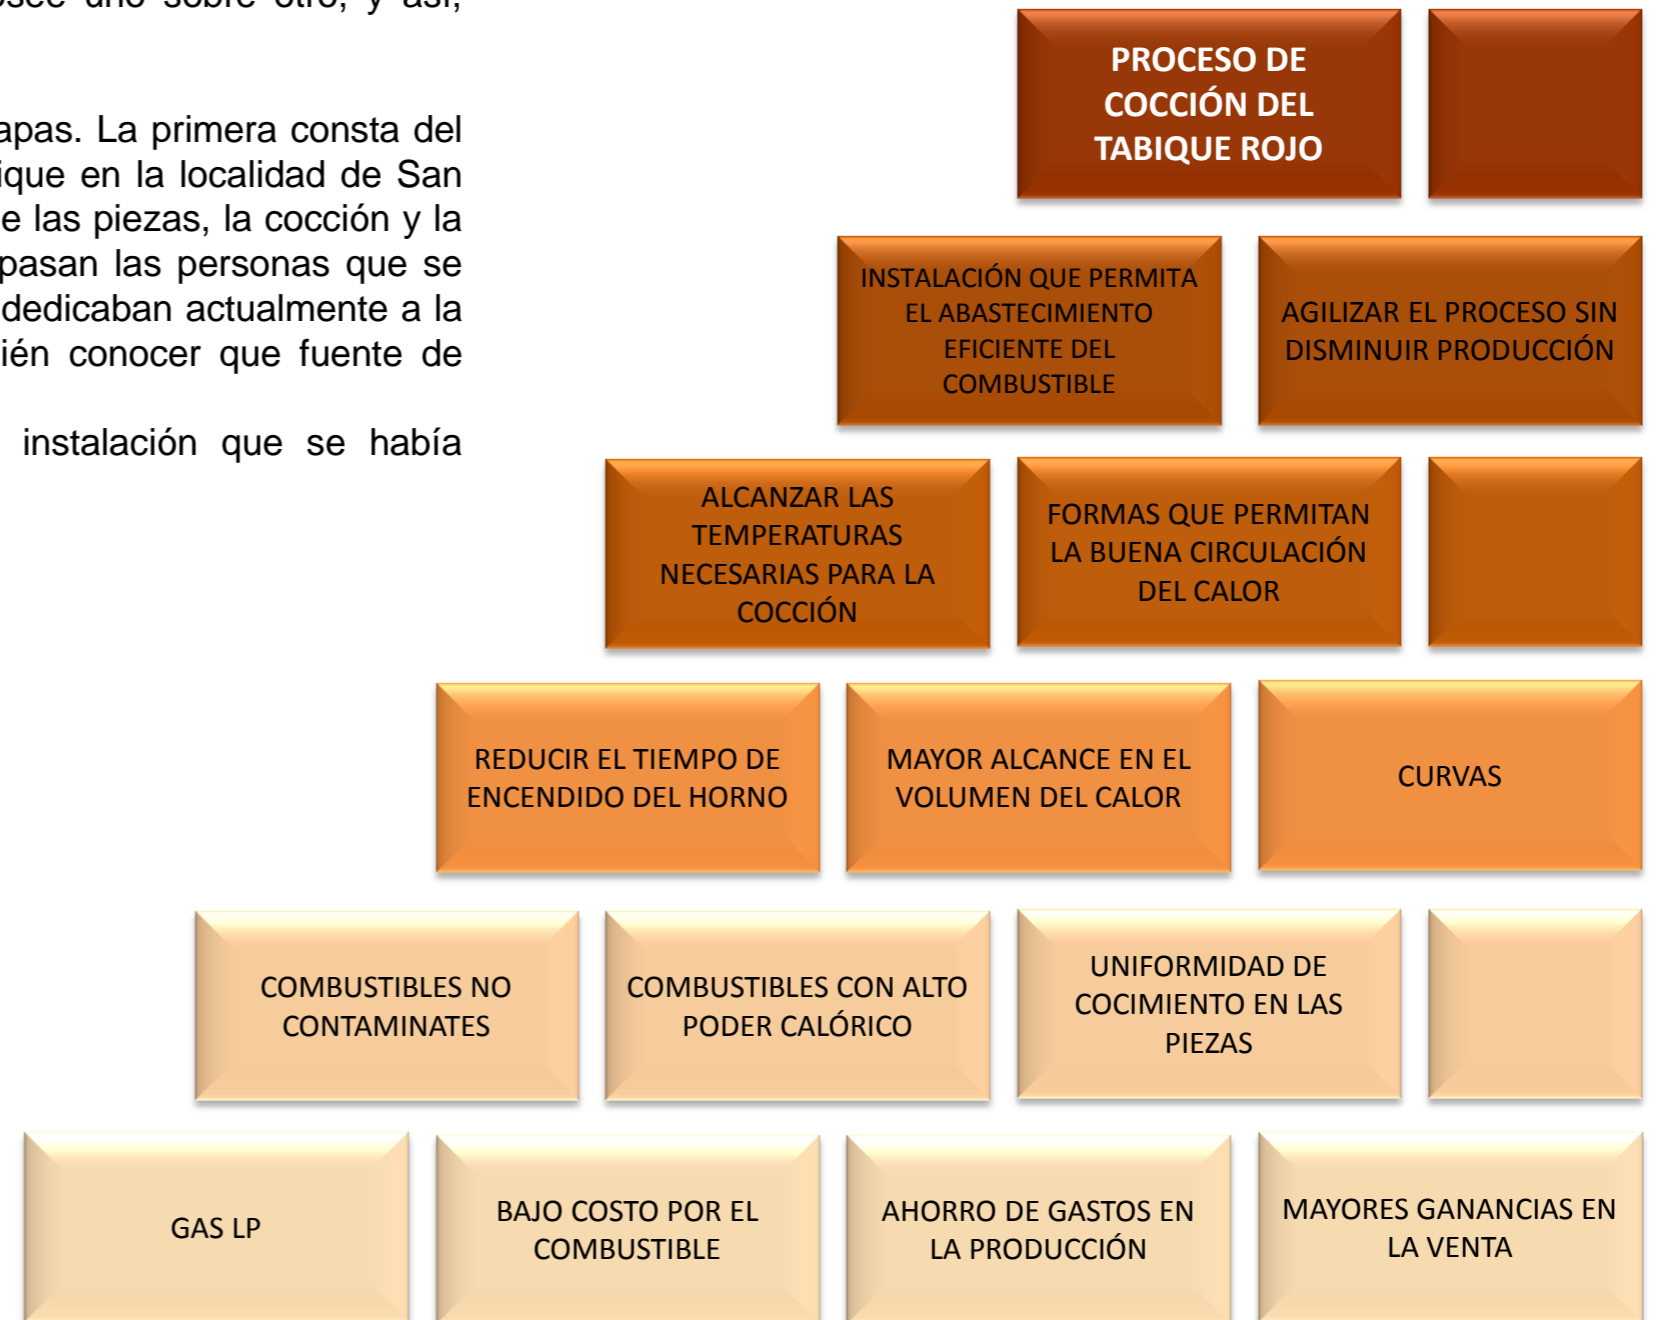 osee uno sobre otro, y así,
apas. La primera consta del
ique en la localidad de San
e las piezas, la cocción y la
pasan las personas que se
dedicaban actualmente a la
ién conocer que fuente de
instalación que se había
PROCESO DE
COCCIÓN DEL
TABIQUE ROJO
INSTALACIÓN QUE PERMITA
EL ABASTECIMIENTO
EFICIENTE DEL
COMBUSTIBLE
AGILIZAR EL PROCESO SIN
DISMINUIR PRODUCCIÓN
ALCANZAR LAS
TEMPERATURAS
NECESARIAS PARA LA
COCCIÓN
FORMAS QUE PERMITAN
LA BUENA CIRCULACIÓN
DEL CALOR
REDUCIR EL TIEMPO DE
ENCENDIDO DEL HORNO
MAYOR ALCANCE EN EL
VOLUMEN DEL CALOR
CURVAS
COMBUSTIBLES NO
CONTAMINATES
COMBUSTIBLES CON ALTO
PODER CALÓRICO
UNIFORMIDAD DE
COCIMIENTO EN LAS
PIEZAS
GAS LP
BAJO COSTO POR EL
COMBUSTIBLE
AHORRO DE GASTOS EN
LA PRODUCCIÓN
MAYORES GANANCIAS EN
LA VENTA